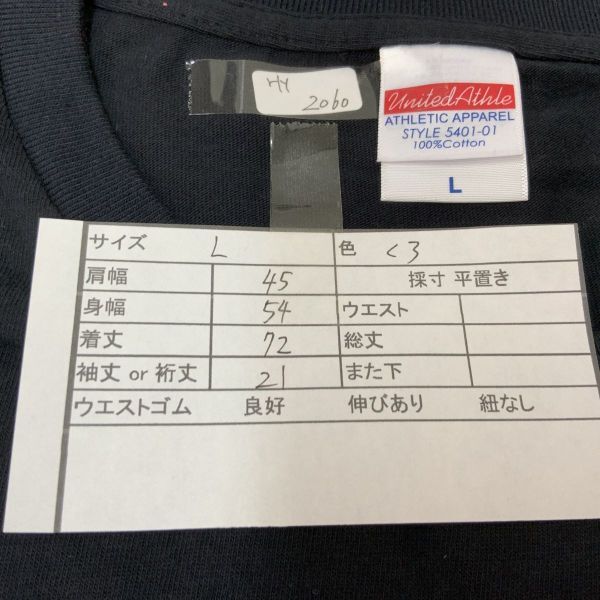 HY
2060
United Athle
ATHLETIC APPAREL
STYLE 5401-01
100%Cotton
L
サイズ L 色 くろ
肩幅 45 採寸 平置き
身幅 54 ウエスト
着丈 72 総丈
袖丈 or 裄丈 21 また下
ウエストゴム 良好 伸びあり 紐なし